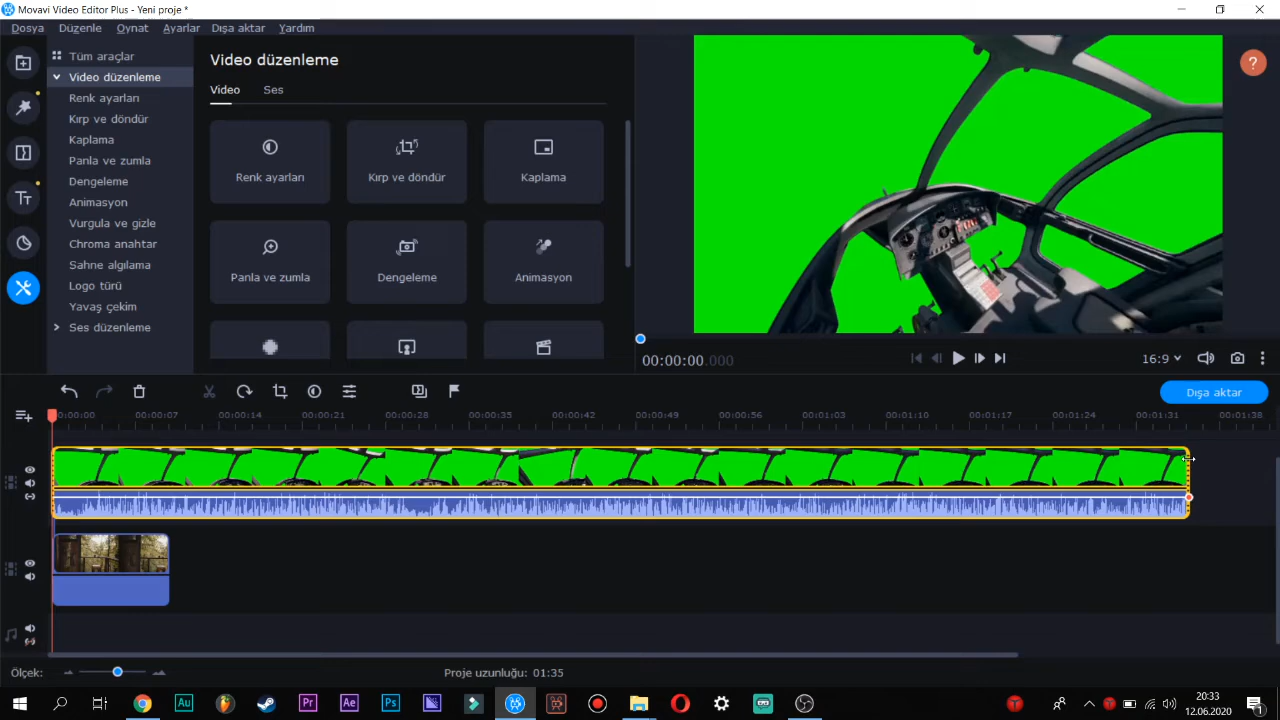 Movavi Video Editor Plus - Yeni proje *
Dosya Düzenle Oynat Ayarlar Dışa aktar Yardım
Tüm araçlar
Video düzenleme
Renk ayarları
Kırp ve döndür
Kaplama
Panla ve zumla
Dengeleme
Animasyon
Vurgula ve gizle
Chroma anahtar
Sahne algılama
Logo türü
Yavaş çekim
Ses düzenleme
Video düzenleme
Video Ses
Renk ayarları Kırp ve döndür Kaplama
Panla ve zumla Dengeleme Animasyon
?
00:00:00.000
16:9
Dışa aktar
00:00:00 00:00:07 00:00:14 00:00:21 00:00:28 00:00:35 00:00:42 00:00:49 00:00:56 00:01:03 00:01:10 00:01:17 00:01:24 00:01:31 00:01:38
Ölçek:
Proje uzunluğu: 01:35
Au Pr Ae Ps
20:33
12.06.2020
1